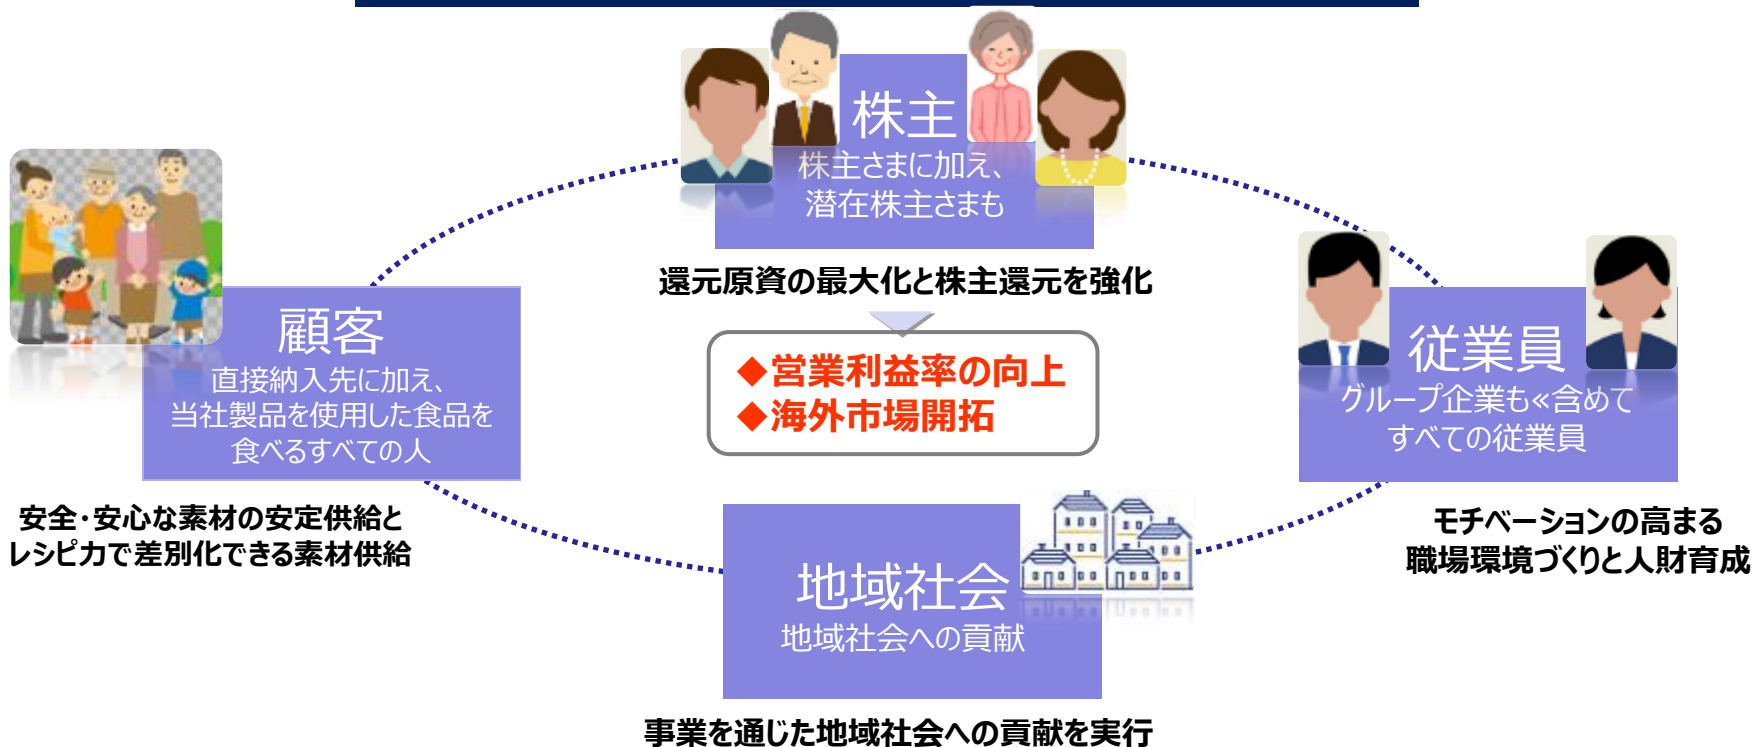 株主
株主さまに加え、
潜在株主さまも
還元原資の最大化と株主還元を強化
◆営業利益率の向上
◆海外市場開拓
顧客
直接納入先に加え、
当社製品を使用した食品を
食べるすべての人
安全・安心な素材の安定供給と
レシピ力で差別化できる素材供給
従業員
グループ企業も«含めて
すべての従業員
モチベーションの高まる
職場環境づくりと人財育成
地域社会
地域社会への貢献
事業を通じた地域社会への貢献を実行